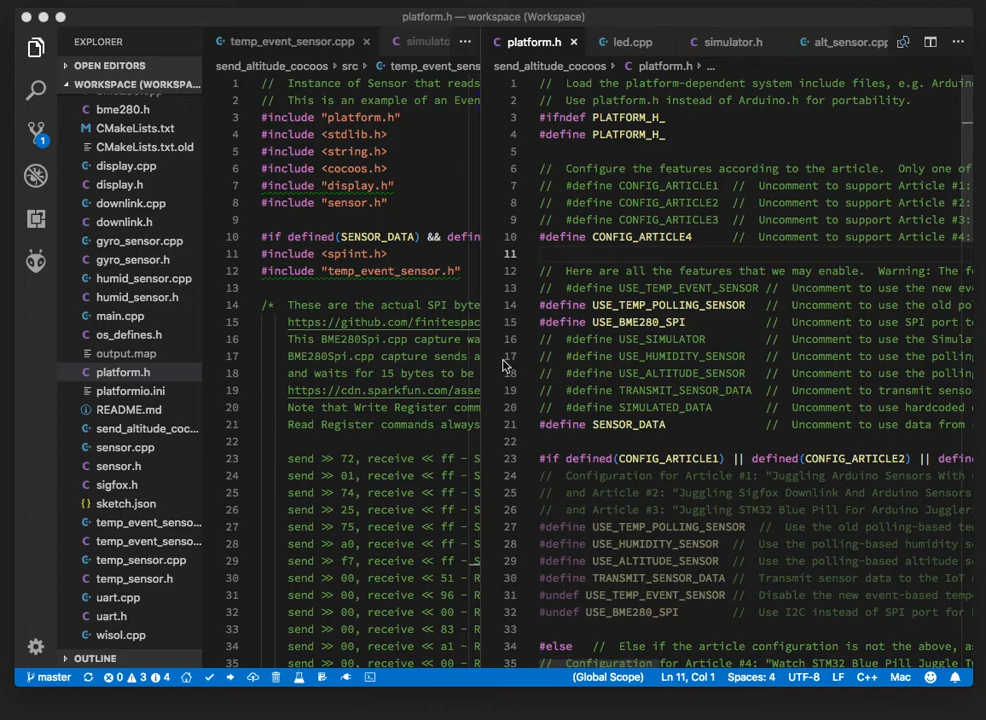 platform.h — workspace (Workspace)
EXPLORER
OPEN EDITORS
WORKSPACE (WORKSPA...
bme280.h
CMakeLists.txt
CMakeLists.txt.old
display.cpp
display.h
downlink.cpp
downlink.h
gyro_sensor.cpp
gyro_sensor.h
humid_sensor.cpp
humid_sensor.h
main.cpp
os_defines.h
output.map
platform.h
platformio.ini
README.md
send_altitude_coc...
sensor.cpp
sensor.h
sigfox.h
sketch.json
temp_event_senso...
temp_event_senso...
temp_sensor.cpp
temp_sensor.h
uart.cpp
uart.h
wisol.cpp
OUTLINE
1
temp_event_sensor.cpp × simulato ...
send_altitude_cocoos › src › temp_event_sens
1 // Instance of Sensor that reads
2 // This is an example of an Even
3 #include "platform.h"
4 #include <stdlib.h>
5 #include <string.h>
6 #include <cocoos.h>
7 #include "display.h"
8 #include "sensor.h"
9
10 #if defined(SENSOR_DATA) && defin
11 #include <spiint.h>
12 #include "temp_event_sensor.h"
13
14 /* These are the actual SPI byte
15 https://github.com/finitespac
16 This BME280Spi.cpp capture wa
17 BME280Spi.cpp capture sends a
18 and waits for 15 bytes to be
19 https://cdn.sparkfun.com/asse
20 Note that Write Register comm
21 Read Register commands always
22
23 send >> 72, receive << ff - S
24 send >> 01, receive << ff - S
25 send >> 74, receive << ff - S
26 send >> 25, receive << ff - S
27 send >> 75, receive << ff - S
28 send >> a0, receive << ff - S
29 send >> f7, receive << ff - S
30 send >> 00, receive << 51 - R
31 send >> 00, receive << 96 - R
32 send >> 00, receive << 00 - R
33 send >> 00, receive << 83 - R
34 send >> 00, receive << a1 - R
35 send >> 00, receive << 00 - R
platform.h × led.cpp simulator.h alt_sensor.cpp ...
send_altitude_cocoos › platform.h › ...
1 // Load the platform-dependent system include files, e.g. Arduin
2 // Use platform.h instead of Arduino.h for portability.
3 #ifndef PLATFORM_H_
4 #define PLATFORM_H_
5
6 // Configure the features according to the article. Only one of
7 // #define CONFIG_ARTICLE1 // Uncomment to support Article #1:
8 // #define CONFIG_ARTICLE2 // Uncomment to support Article #2:
9 // #define CONFIG_ARTICLE3 // Uncomment to support Article #3:
10 #define CONFIG_ARTICLE4 // Uncomment to support Article #4:
11
12 // Here are all the features that we may enable. Warning: The fe
13 // #define USE_TEMP_EVENT_SENSOR // Uncomment to use the new ev
14 #define USE_TEMP_POLLING_SENSOR // Uncomment to use the old po
15 #define USE_BME280_SPI // Uncomment to use SPI port t
16 // #define USE_SIMULATOR // Uncomment to use the Simula
17 // #define USE_HUMIDITY_SENSOR // Uncomment to use the pollin
18 // #define USE_ALTITUDE_SENSOR // Uncomment to use the pollin
19 // #define TRANSMIT_SENSOR_DATA // Uncomment to transmit senso
20 // #define SIMULATED_DATA // Uncomment to use hardcoded
21 #define SENSOR_DATA // Uncomment to use data from
22
23 #if defined(CONFIG_ARTICLE1) || defined(CONFIG_ARTICLE2) || defin
24 // Configuration for Article #1: "Juggling Arduino Sensors With
25 // and Article #2: "Juggling Sigfox Downlink And Arduino Sensors
26 // and Article #3: "Juggling STM32 Blue Pill For Arduino Juggler
27 #define USE_TEMP_POLLING_SENSOR // Use the old polling-based te
28 #define USE_HUMIDITY_SENSOR // Use the polling-based humidity s
29 #define USE_ALTITUDE_SENSOR // Use the polling-based altitude s
30 #define TRANSMIT_SENSOR_DATA // Transmit sensor data to the IoT
31 #undef USE_TEMP_EVENT_SENSOR // Disable the new event-based temp
32 #undef USE_BME280_SPI // Use I2C instead of SPI port for
33
34 #else // Else if the article configuration is not the above, as
35 // Configuration for Article #4: "Watch STM32 Blue Pill Juggle T
master 0 3 4 (Global Scope) Ln 11, Col 1 Spaces: 4 UTF-8 LF C++ Mac